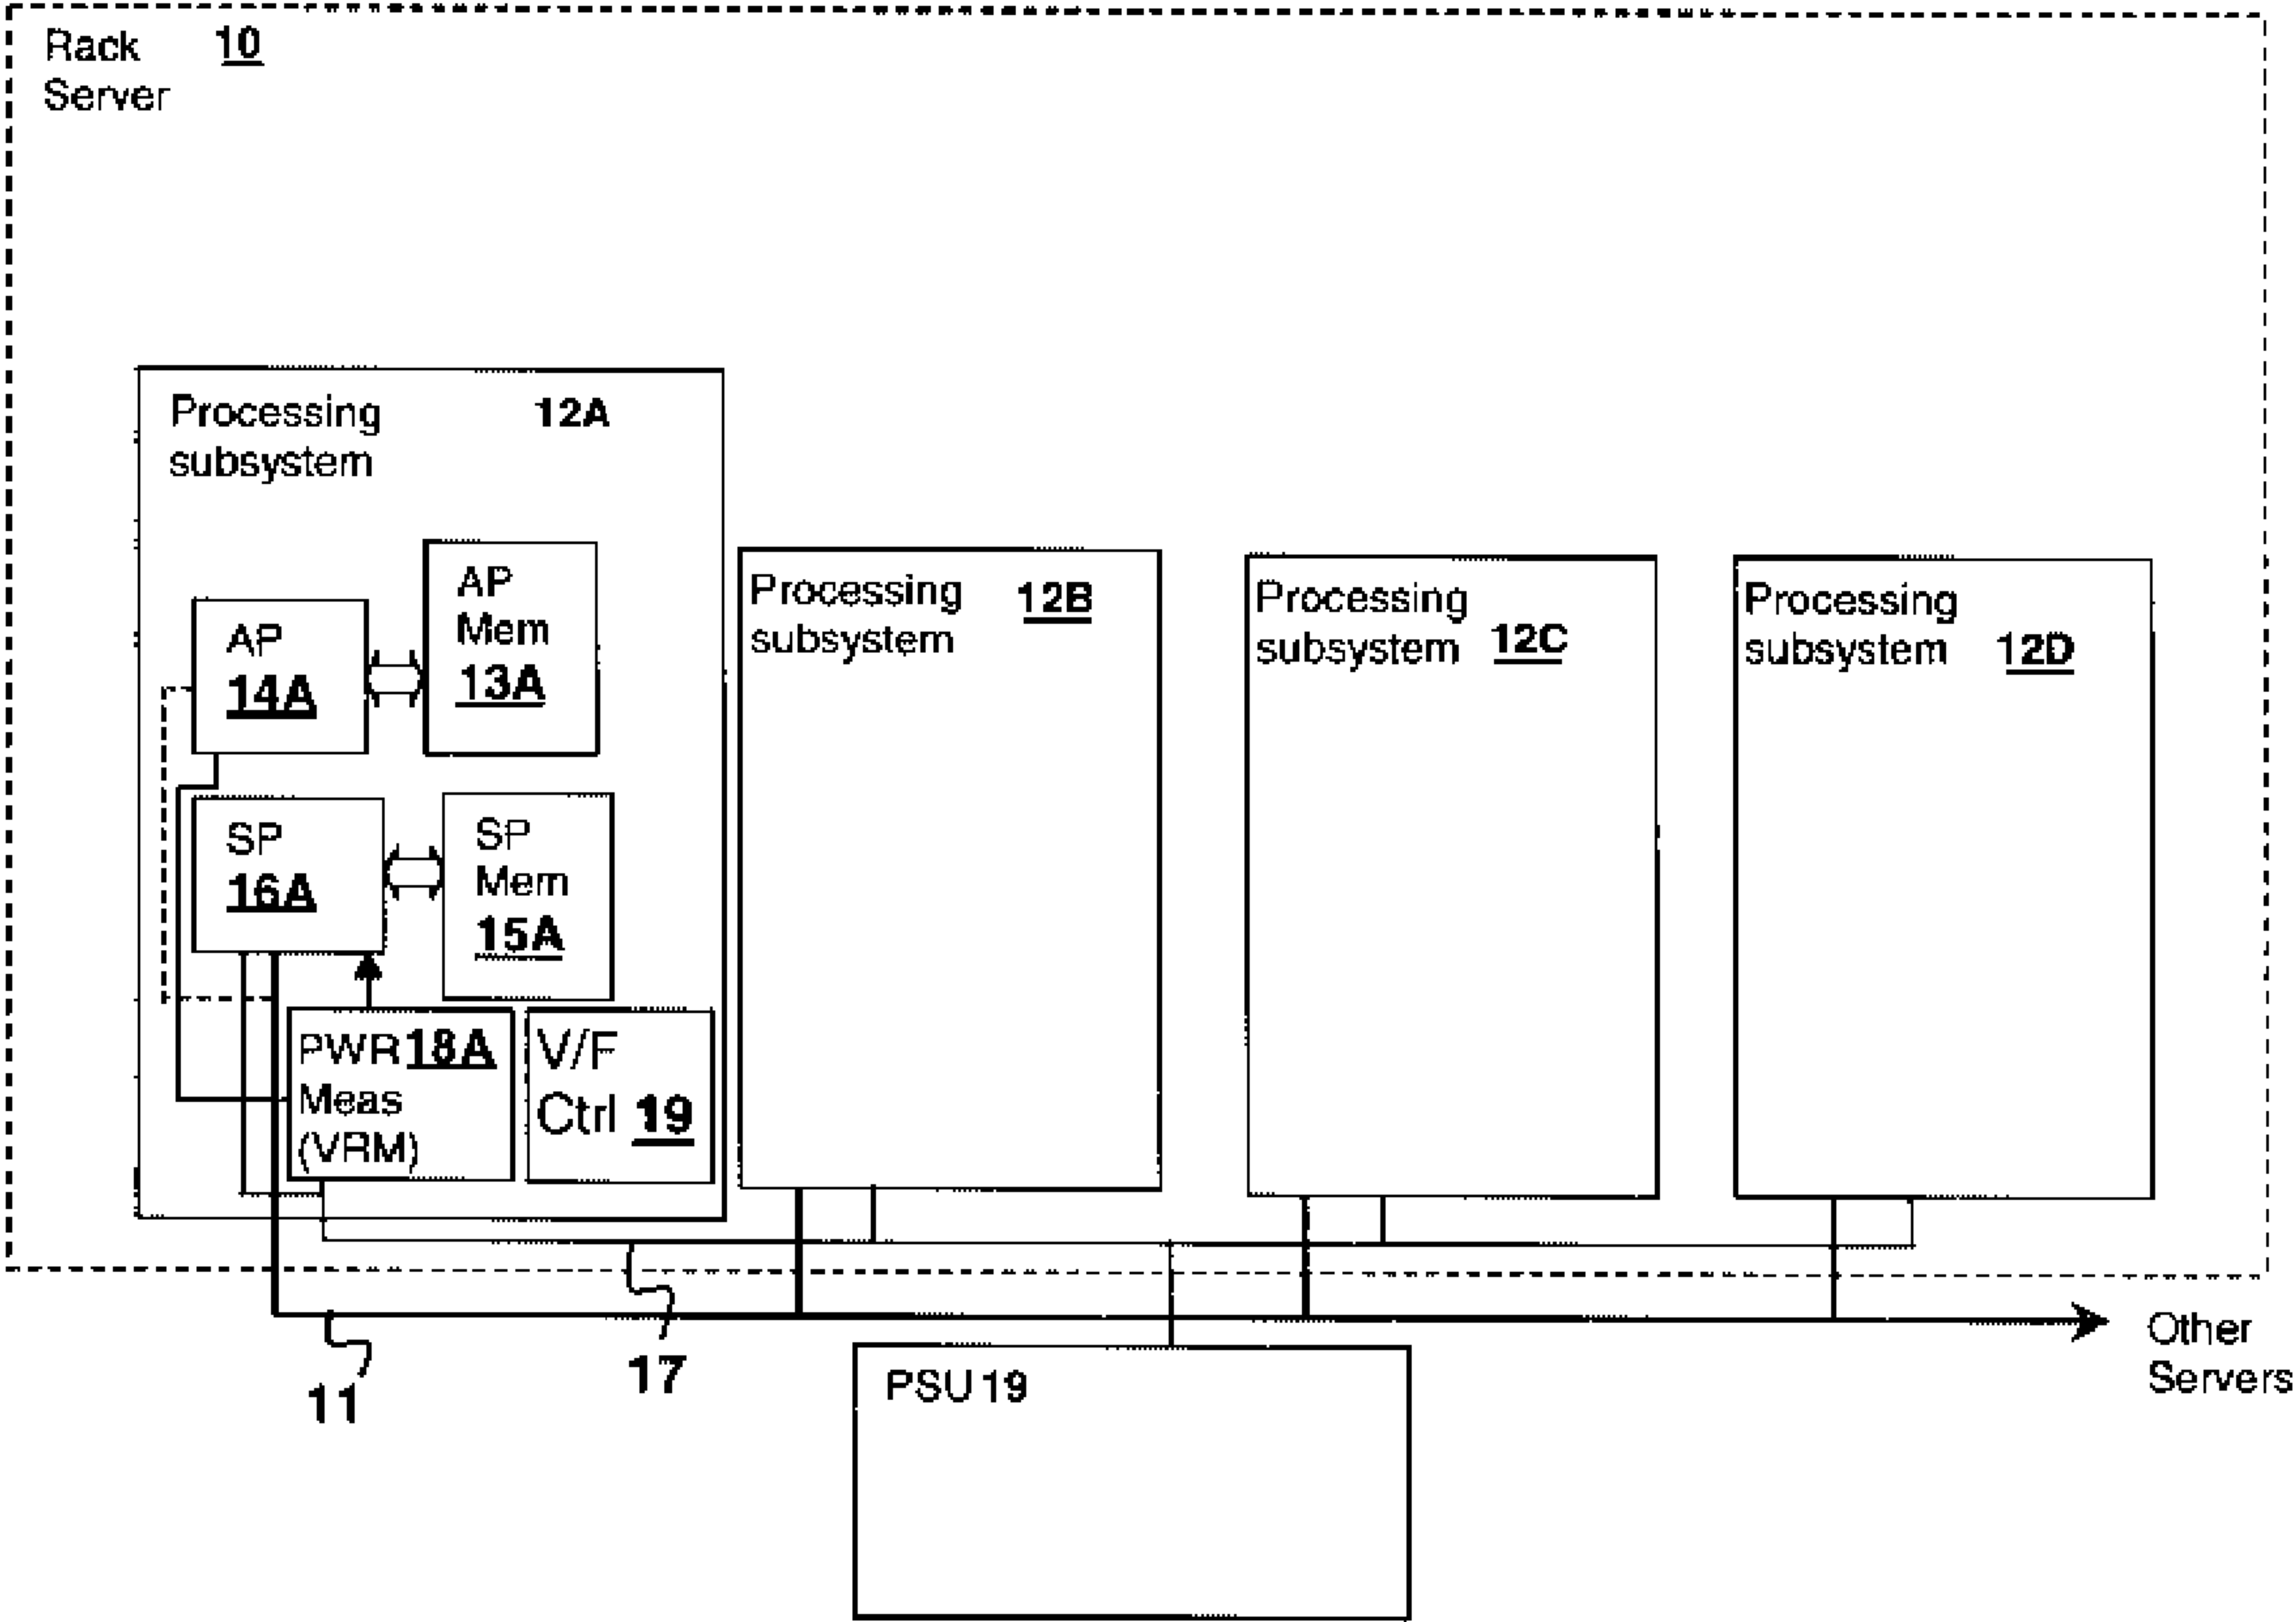 Rack 10
Server
Processing 12A
subsystem
AP
Mem
13A
AP
14A
SP
16A
SP
Mem
15A
PWR 18A
Meas
(VRM)
V/F
Ctrl 19
Processing 12B
subsystem
Processing
subsystem 12C
Processing
subsystem 12D
11
17
PSU 19
Other
Servers